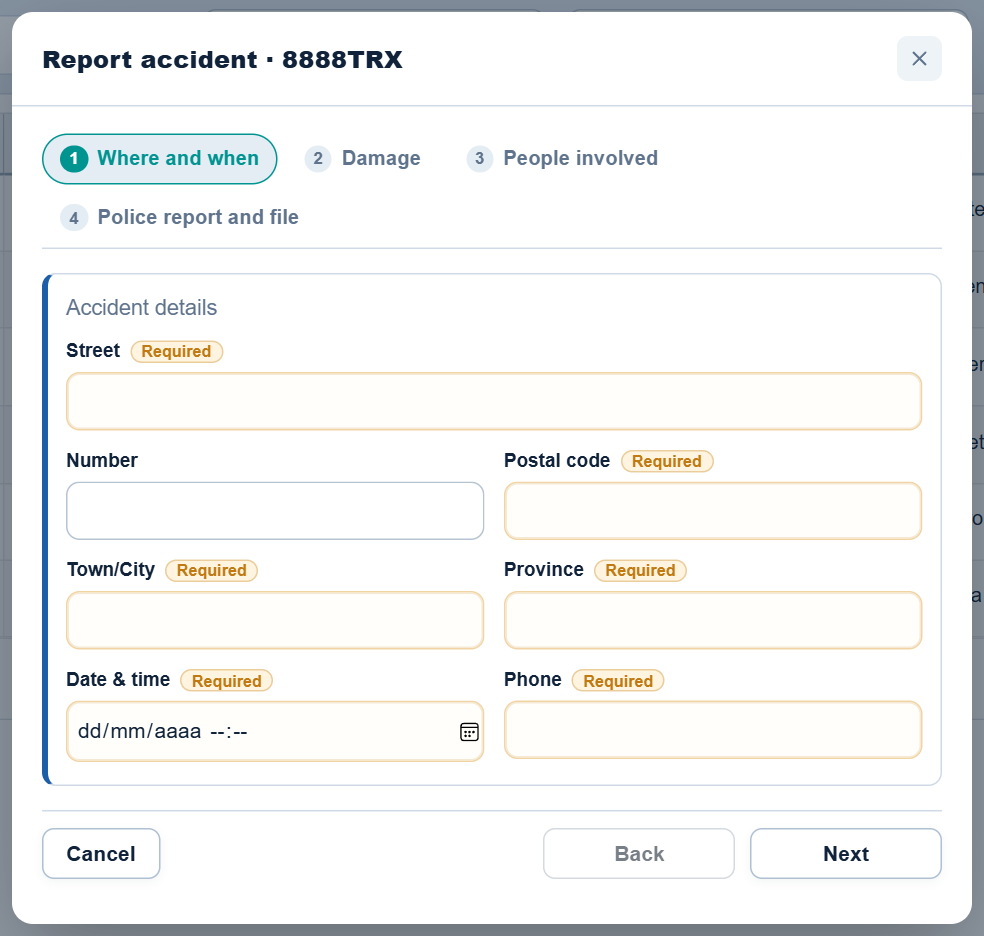 Report accident · 8888TRX
1 Where and when
2 Damage
3 People involved
4 Police report and file
Accident details
Street Required
Number
Postal code Required
Town/City Required
Province Required
Date & time Required
Phone Required
dd/mm/aaaa --:--
Cancel
Back
Next